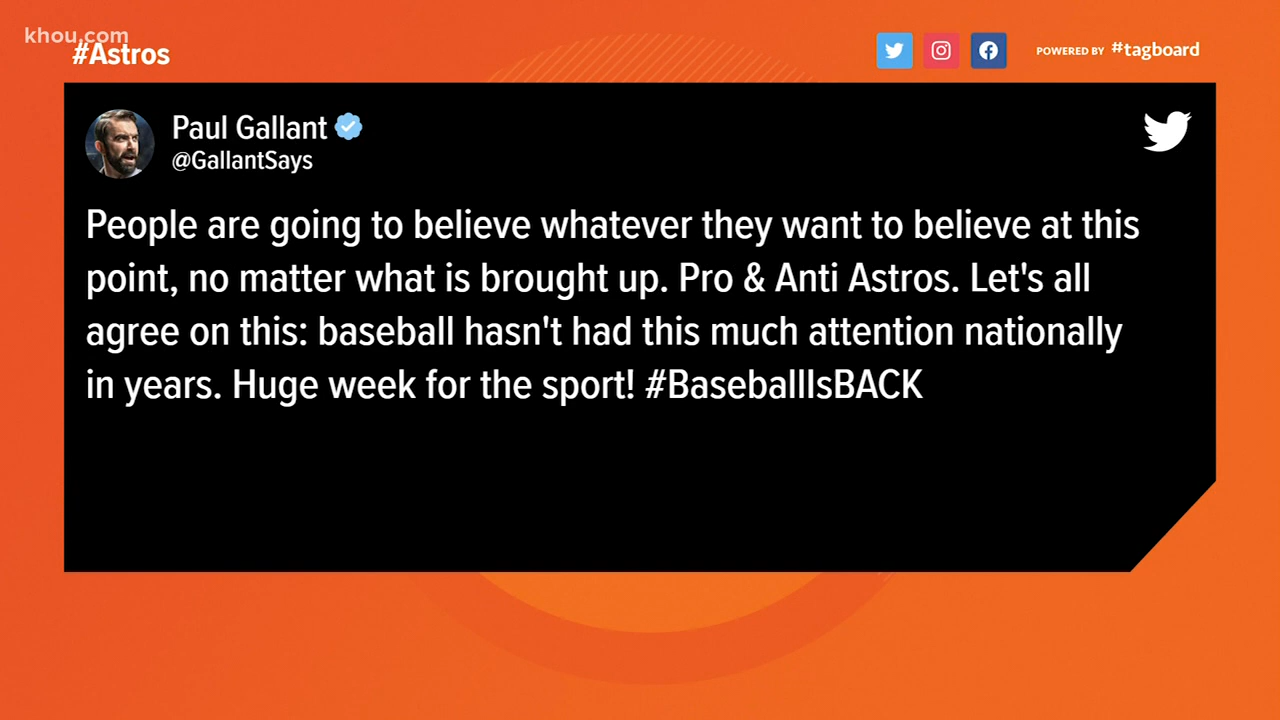 khou.com
#Astros
POWERED BY #tagboard
Paul Gallant
@GallantSays
People are going to believe whatever they want to believe at this
point, no matter what is brought up. Pro & Anti Astros. Let's all
agree on this: baseball hasn't had this much attention nationally
in years. Huge week for the sport! #BaseballIsBACK